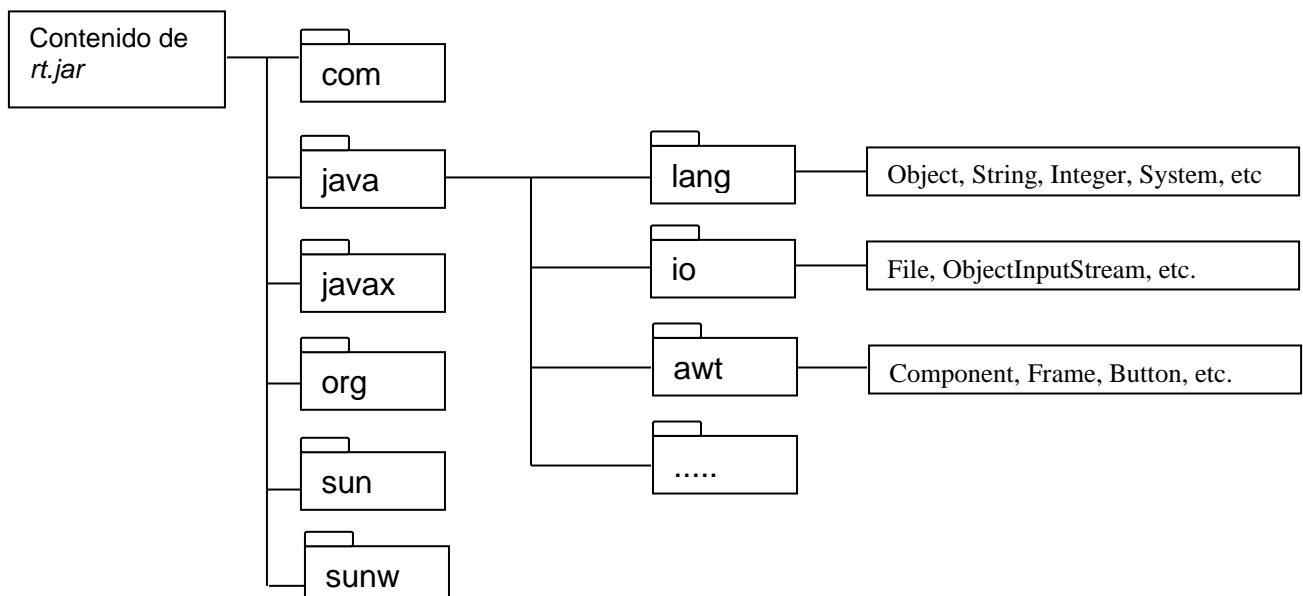 Contenido de
rt.jar
com
java
lang
Object, String, Integer, System, etc
io
File, ObjectInputStream, etc.
javax
awt
Component, Frame, Button, etc.
org
.....
sun
sunw